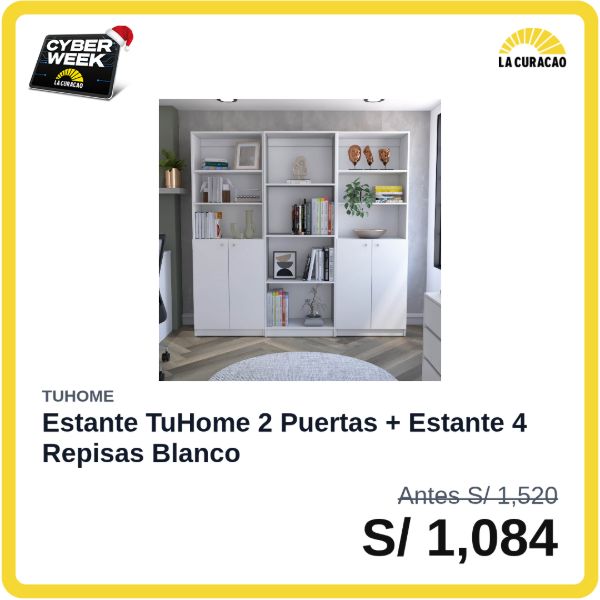 CYBER
WEEK
LA CURACAO
LA CURACAO
TUHOME
Estante TuHome 2 Puertas + Estante 4
Repisas Blanco
Antes S/ 1,520
S/ 1,084